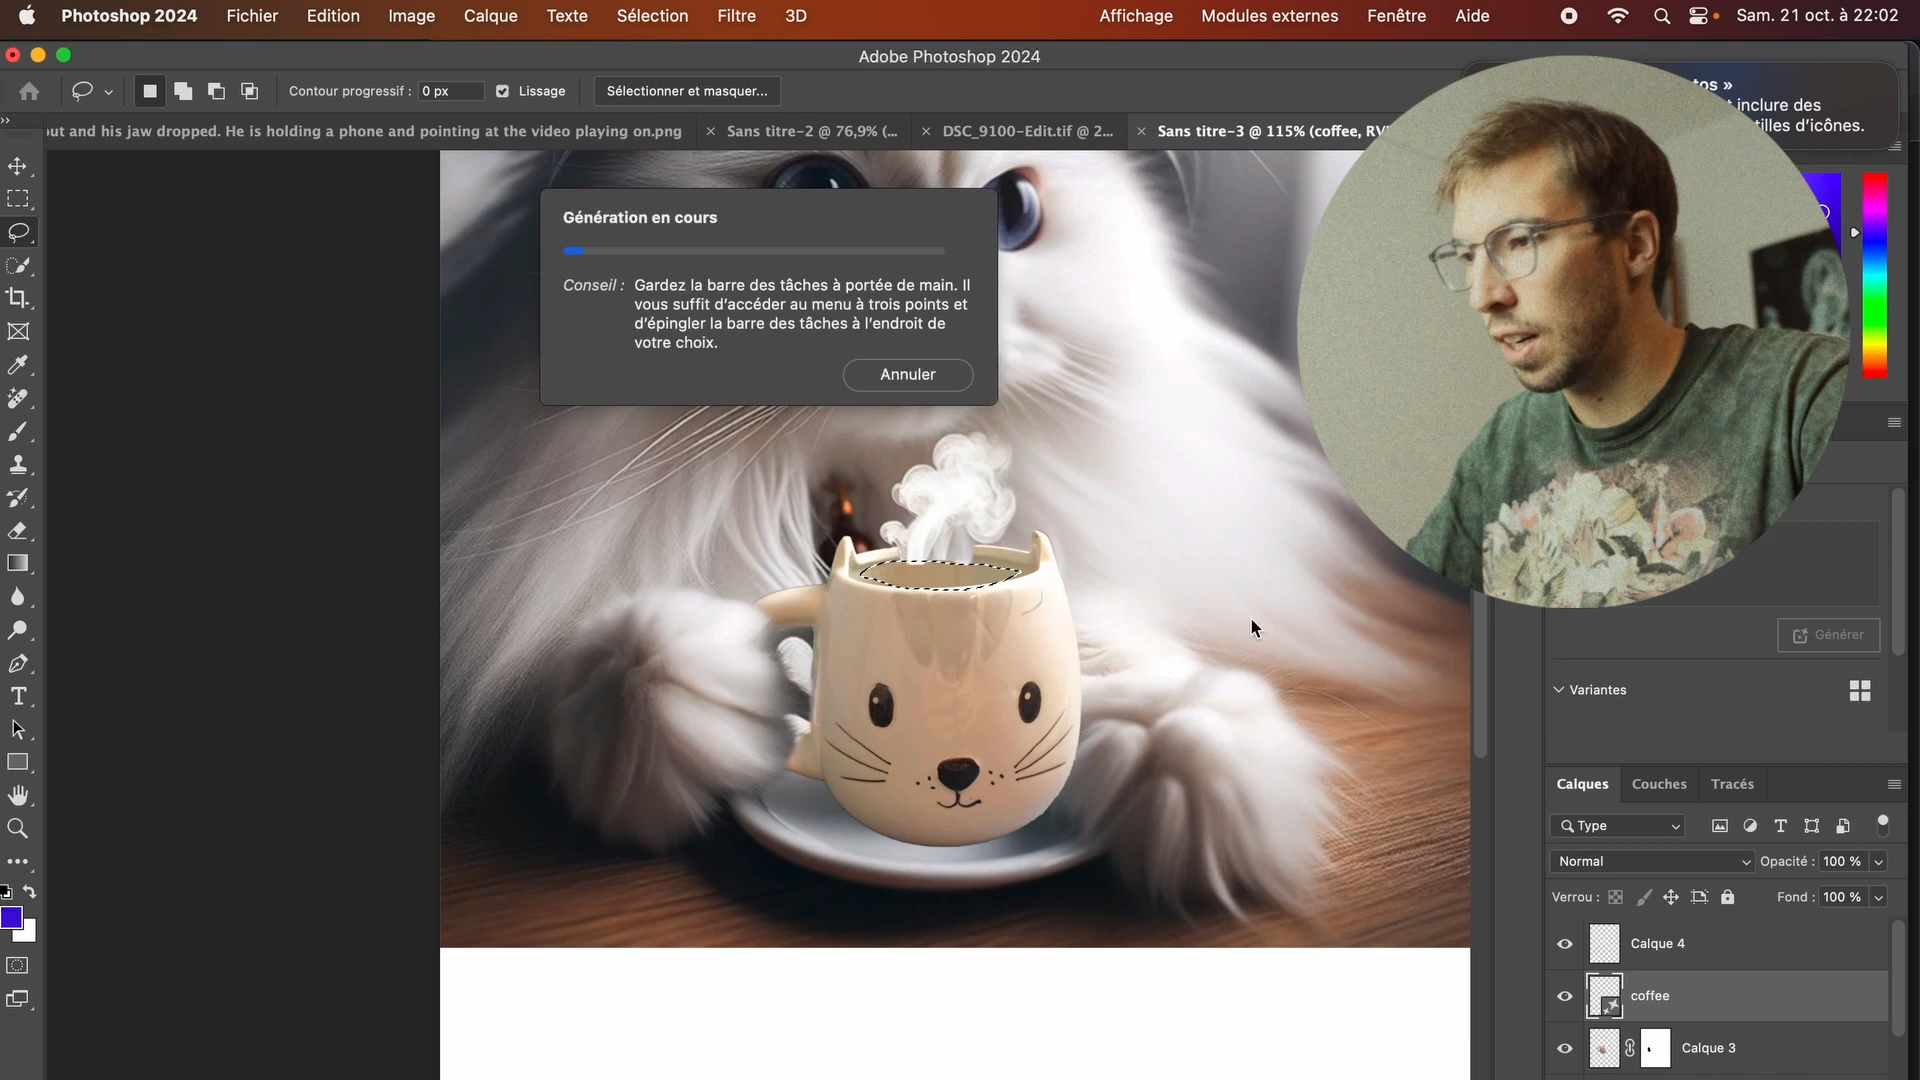 Photoshop 2024 Fichier Edition Image Calque Texte Sélection Filtre 3D Affichage Modules externes Fenêtre Aide Sam. 21 oct. à 22:02
Adobe Photoshop 2024
Contour progressif : 0 px Lissage Sélectionner et masquer...
tos »
inclure des
tilles d'icônes.
ut and his jaw dropped. He is holding a phone and pointing at the video playing on.png Sans titre-2 @ 76,9% (... DSC_9100-Edit.tif @ 2... Sans titre-3 @ 115% (coffee, RV
Génération en cours
Conseil : Gardez la barre des tâches à portée de main. Il
vous suffit d'accéder au menu à trois points et
d'épingler la barre des tâches à l'endroit de
votre choix.
Annuler
Générer
Variantes
Calques Couches Tracés
Type
Normal Opacité : 100 %
Verrou : Fond : 100 %
Calque 4
coffee
Calque 3